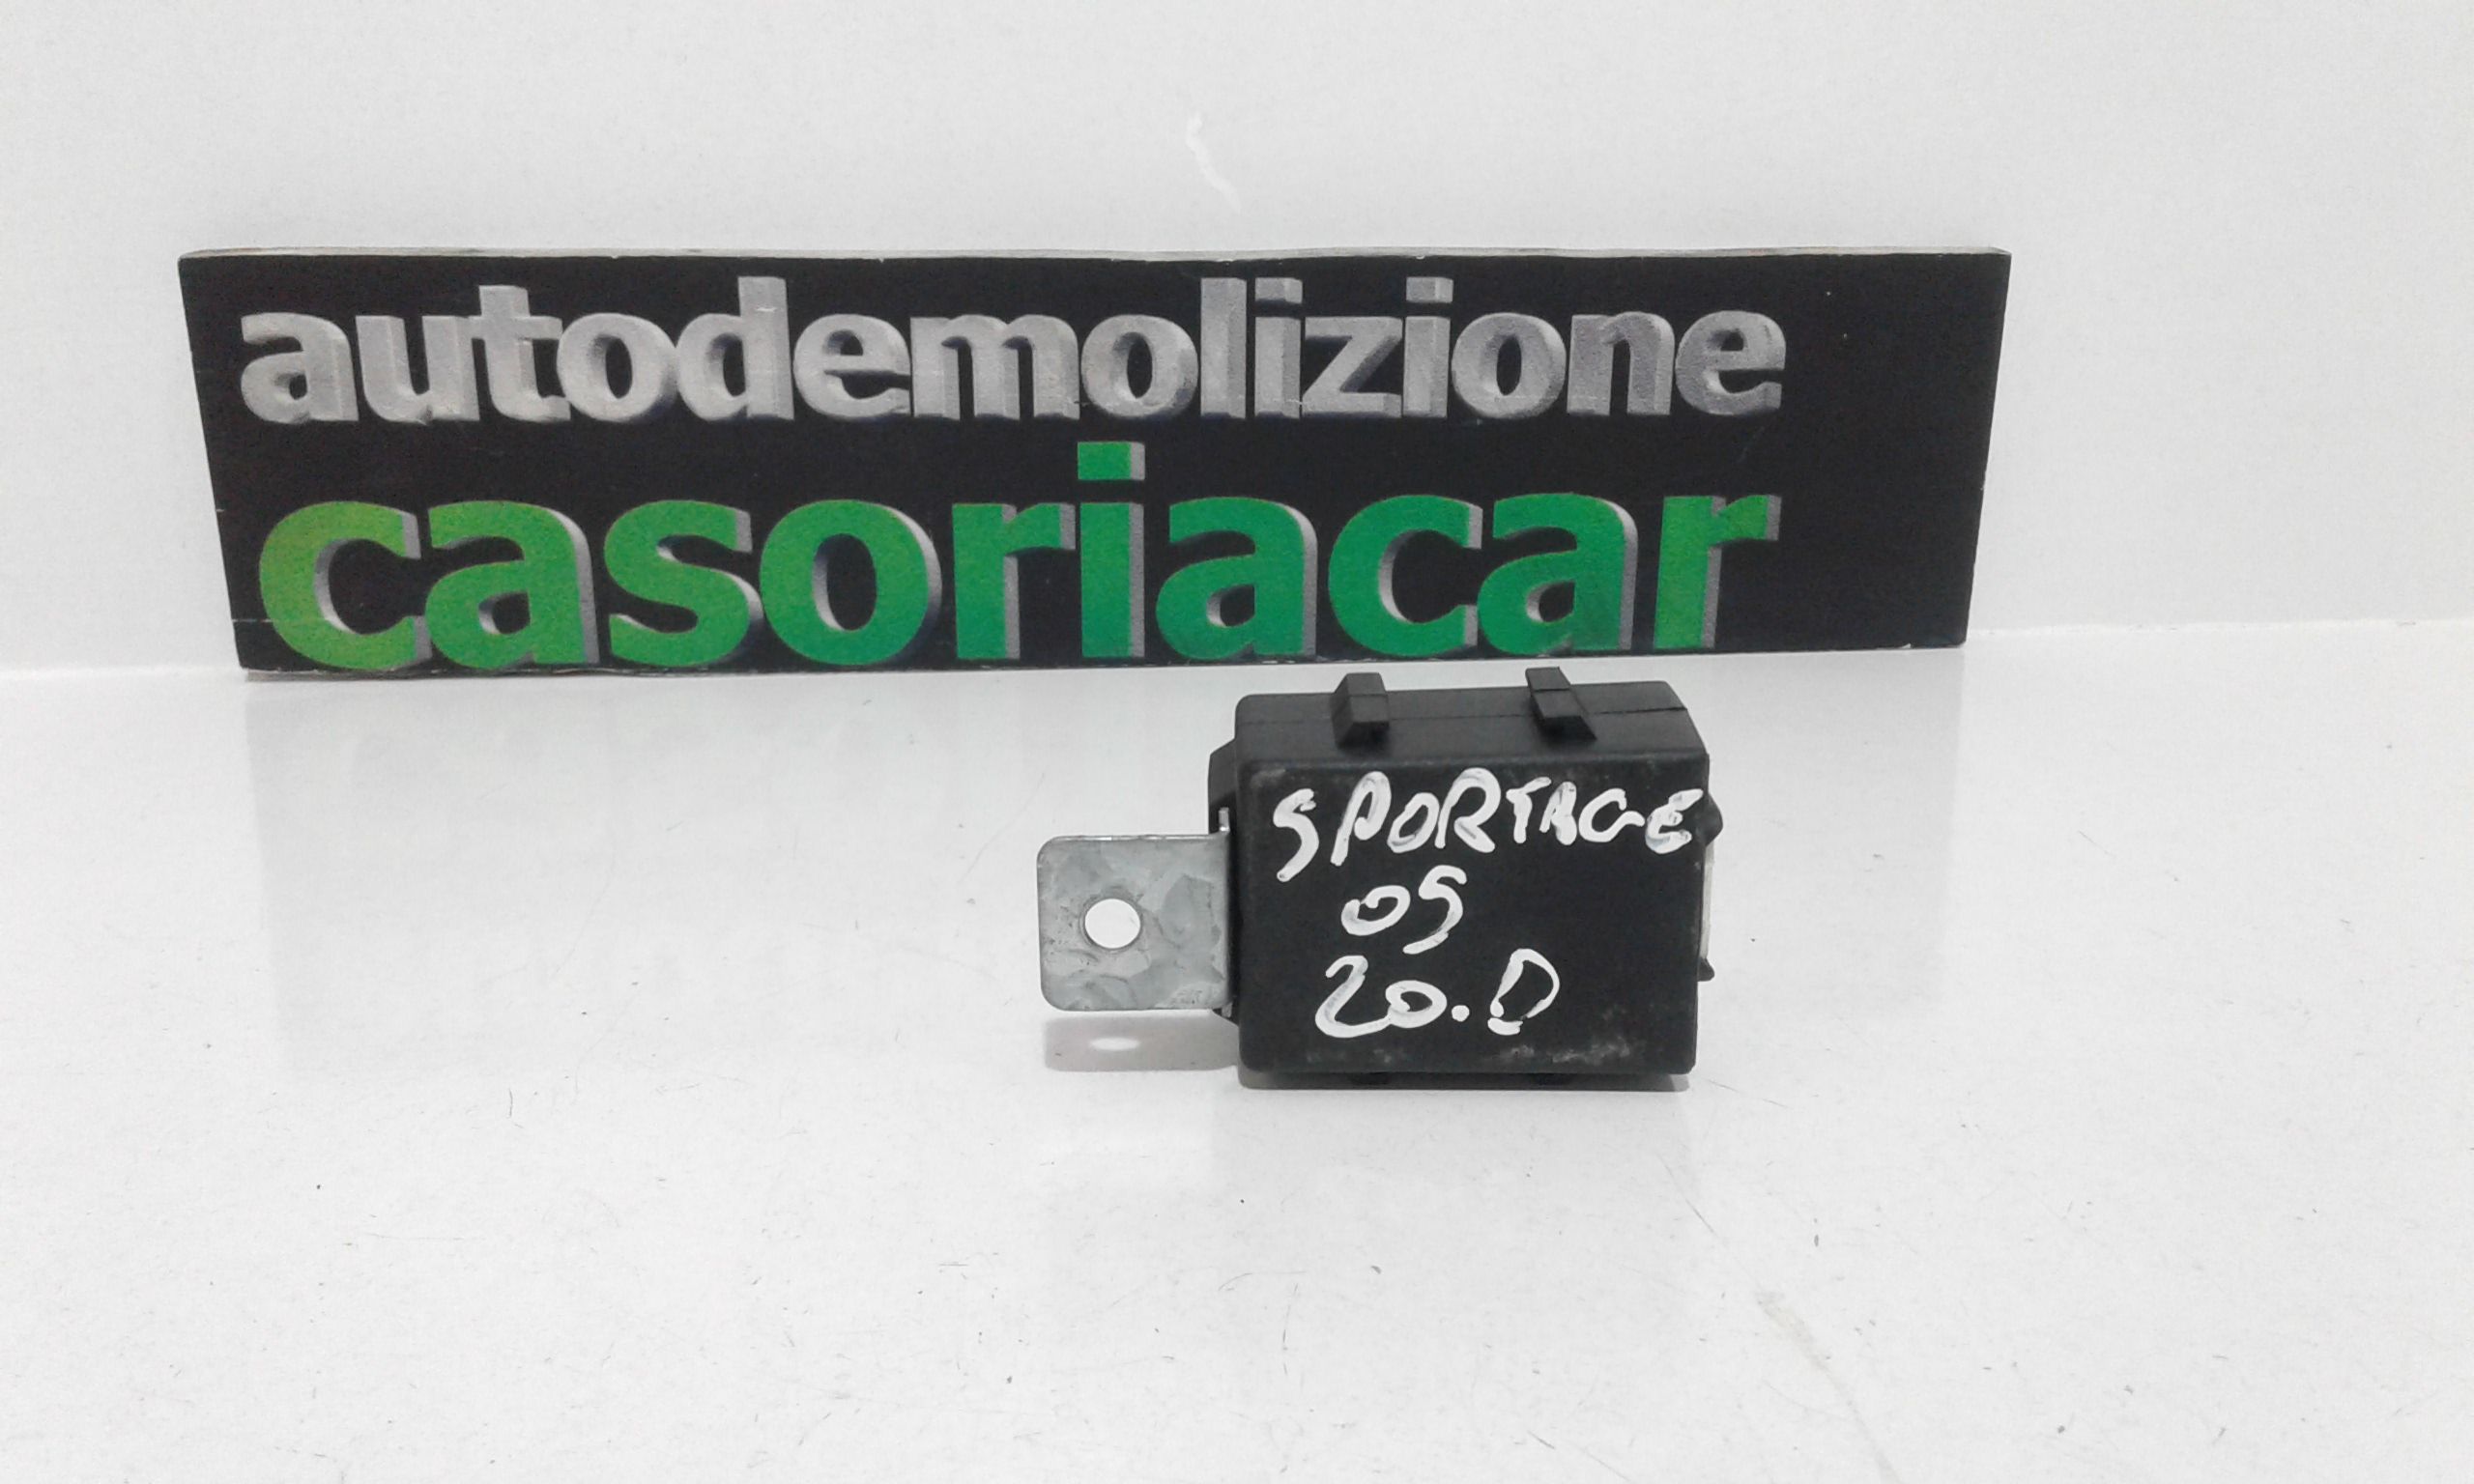 autodemolizione
casoriacar
SPORTAGE
05
20.D